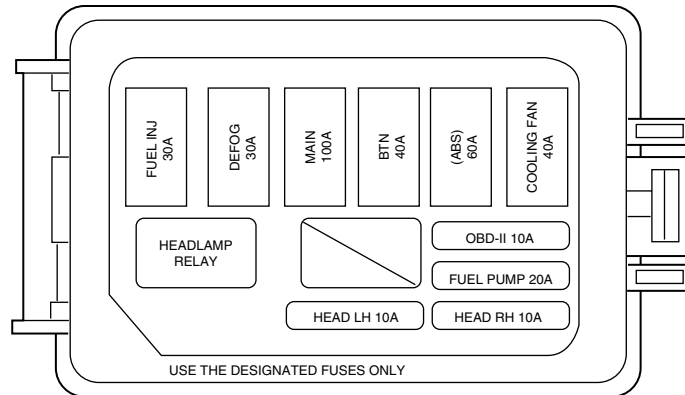 FUEL INJ
30A
DEFOG
30A
MAIN
100A
BTN
40A
(ABS)
60A
COOLING FAN
40A
HEADLAMP
RELAY
OBD-II 10A
FUEL PUMP 20A
HEAD LH 10A
HEAD RH 10A
USE THE DESIGNATED FUSES ONLY